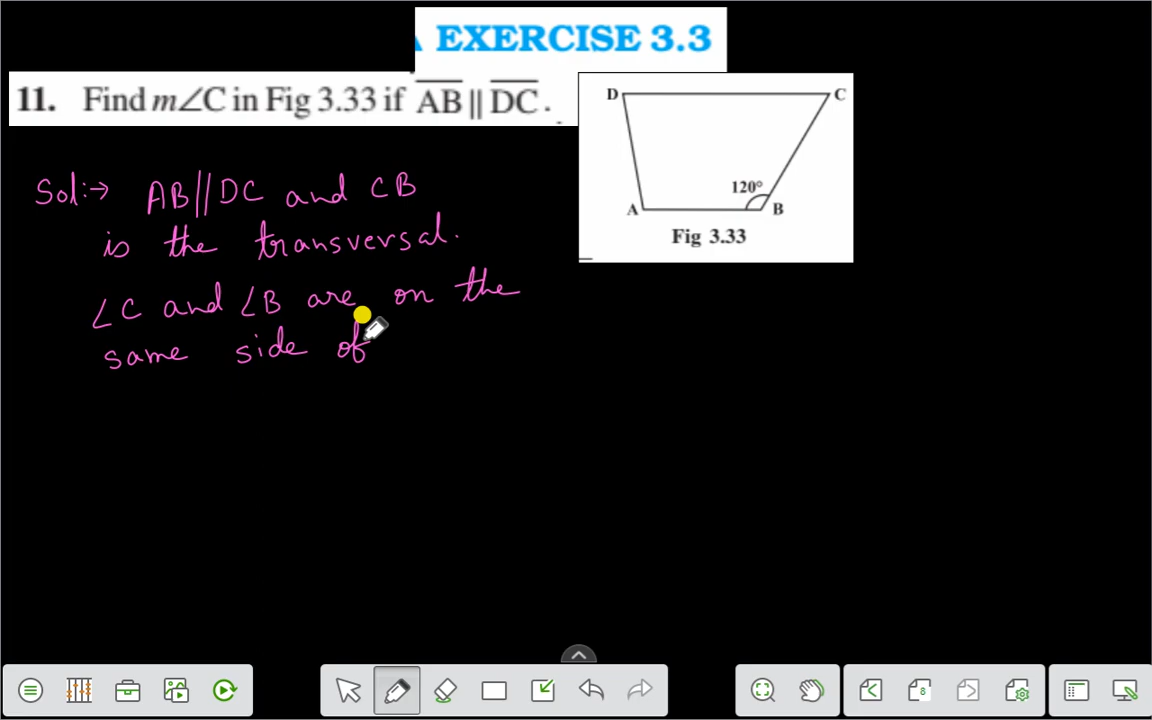 EXERCISE 3.3
11. Find m∠C in Fig 3.33 if AB || DC.
D
C
120°
A
B
Fig 3.33
Sol:→ AB||DC and CB
is the transversal.
∠C and ∠B are on the
same side of
8